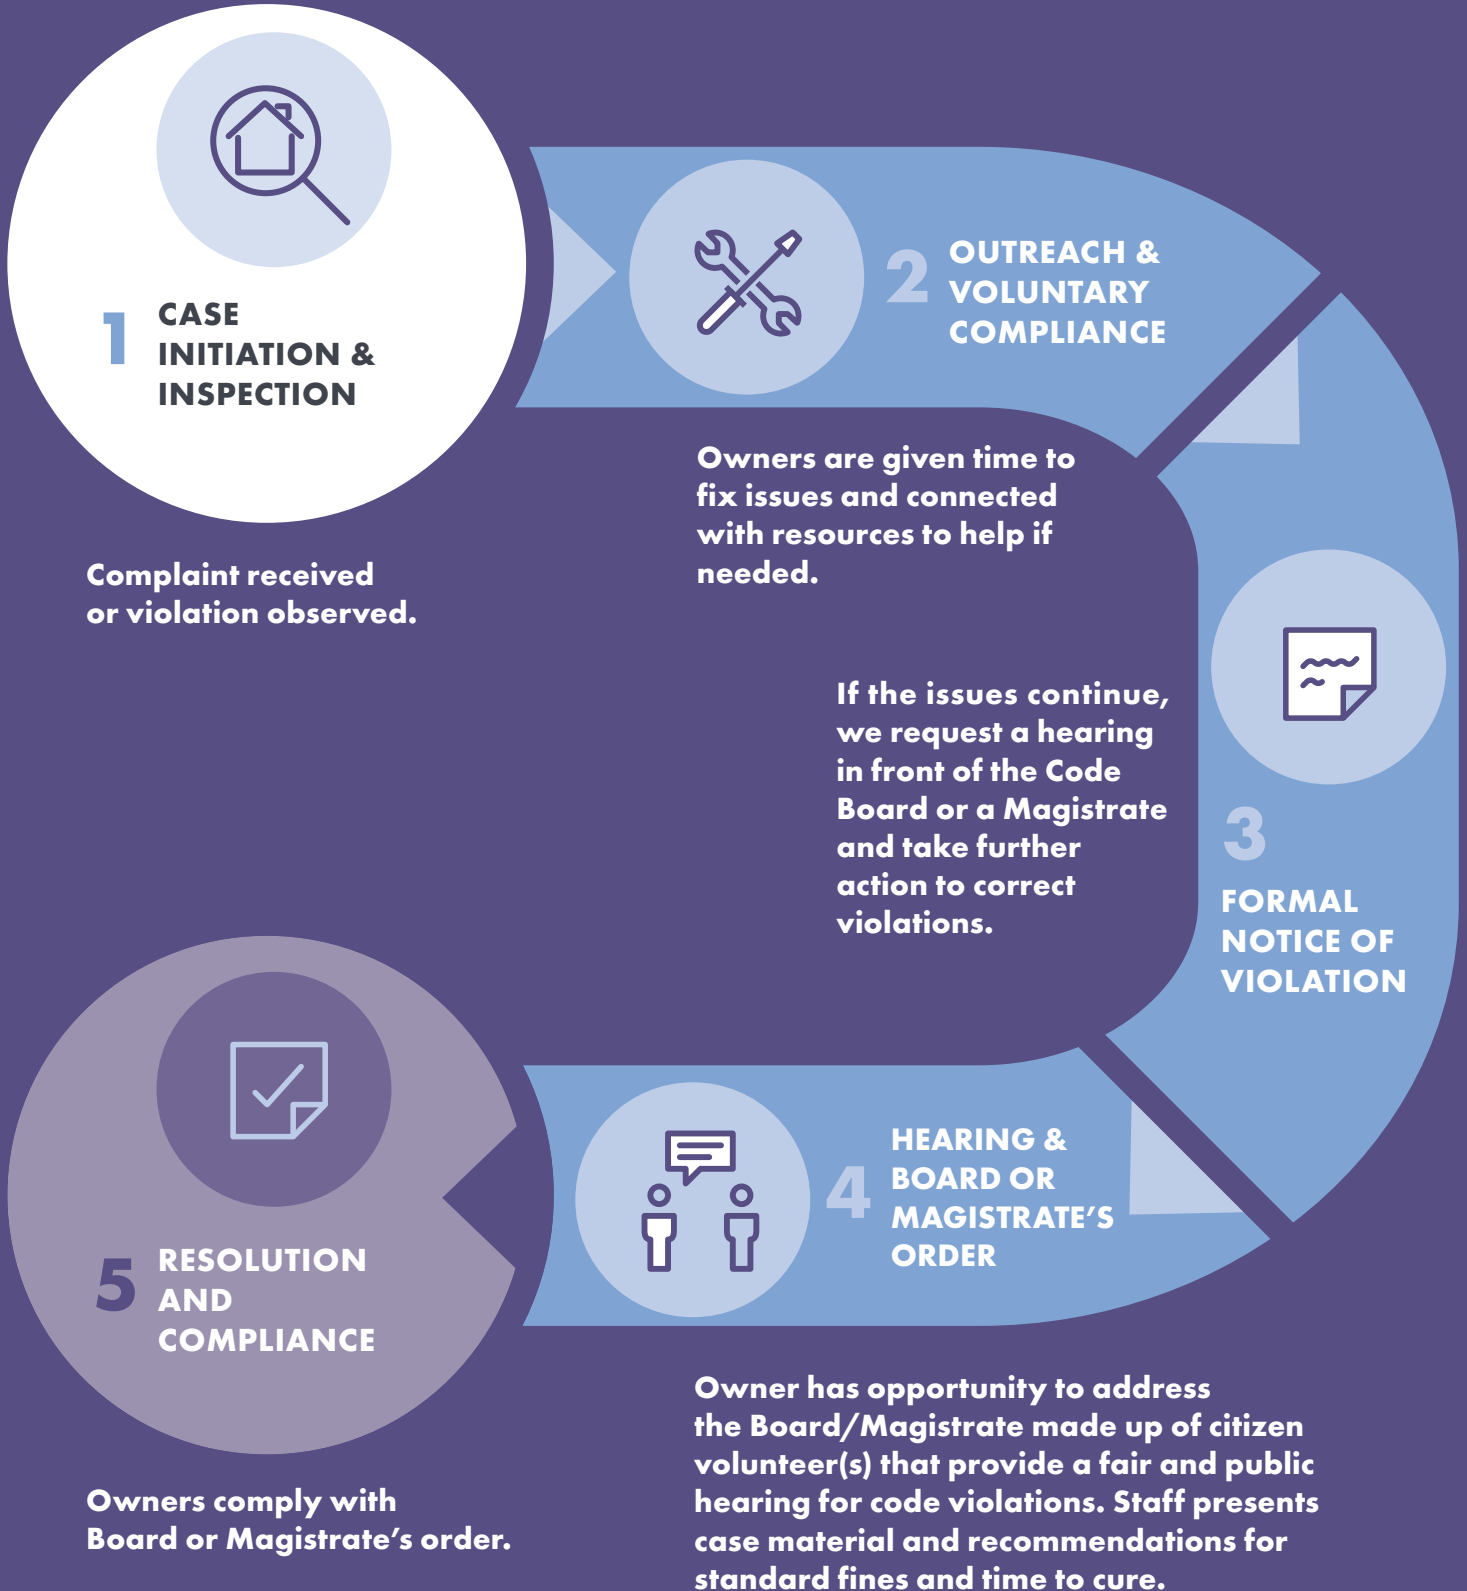 1
CASE
INITIATION &
INSPECTION
Complaint received
or violation observed.
2
OUTREACH &
VOLUNTARY
COMPLIANCE
Owners are given time to
fix issues and connected
with resources to help if
needed.
3
FORMAL
NOTICE OF
VIOLATION
If the issues continue,
we request a hearing
in front of the Code
Board or a Magistrate
and take further
action to correct
violations.
4
HEARING &
BOARD OR
MAGISTRATE’S
ORDER
Owner has opportunity to address
the Board/Magistrate made up of citizen
volunteer(s) that provide a fair and public
hearing for code violations. Staff presents
case material and recommendations for
standard fines and time to cure.
5
RESOLUTION
AND
COMPLIANCE
Owners comply with
Board or Magistrate’s order.